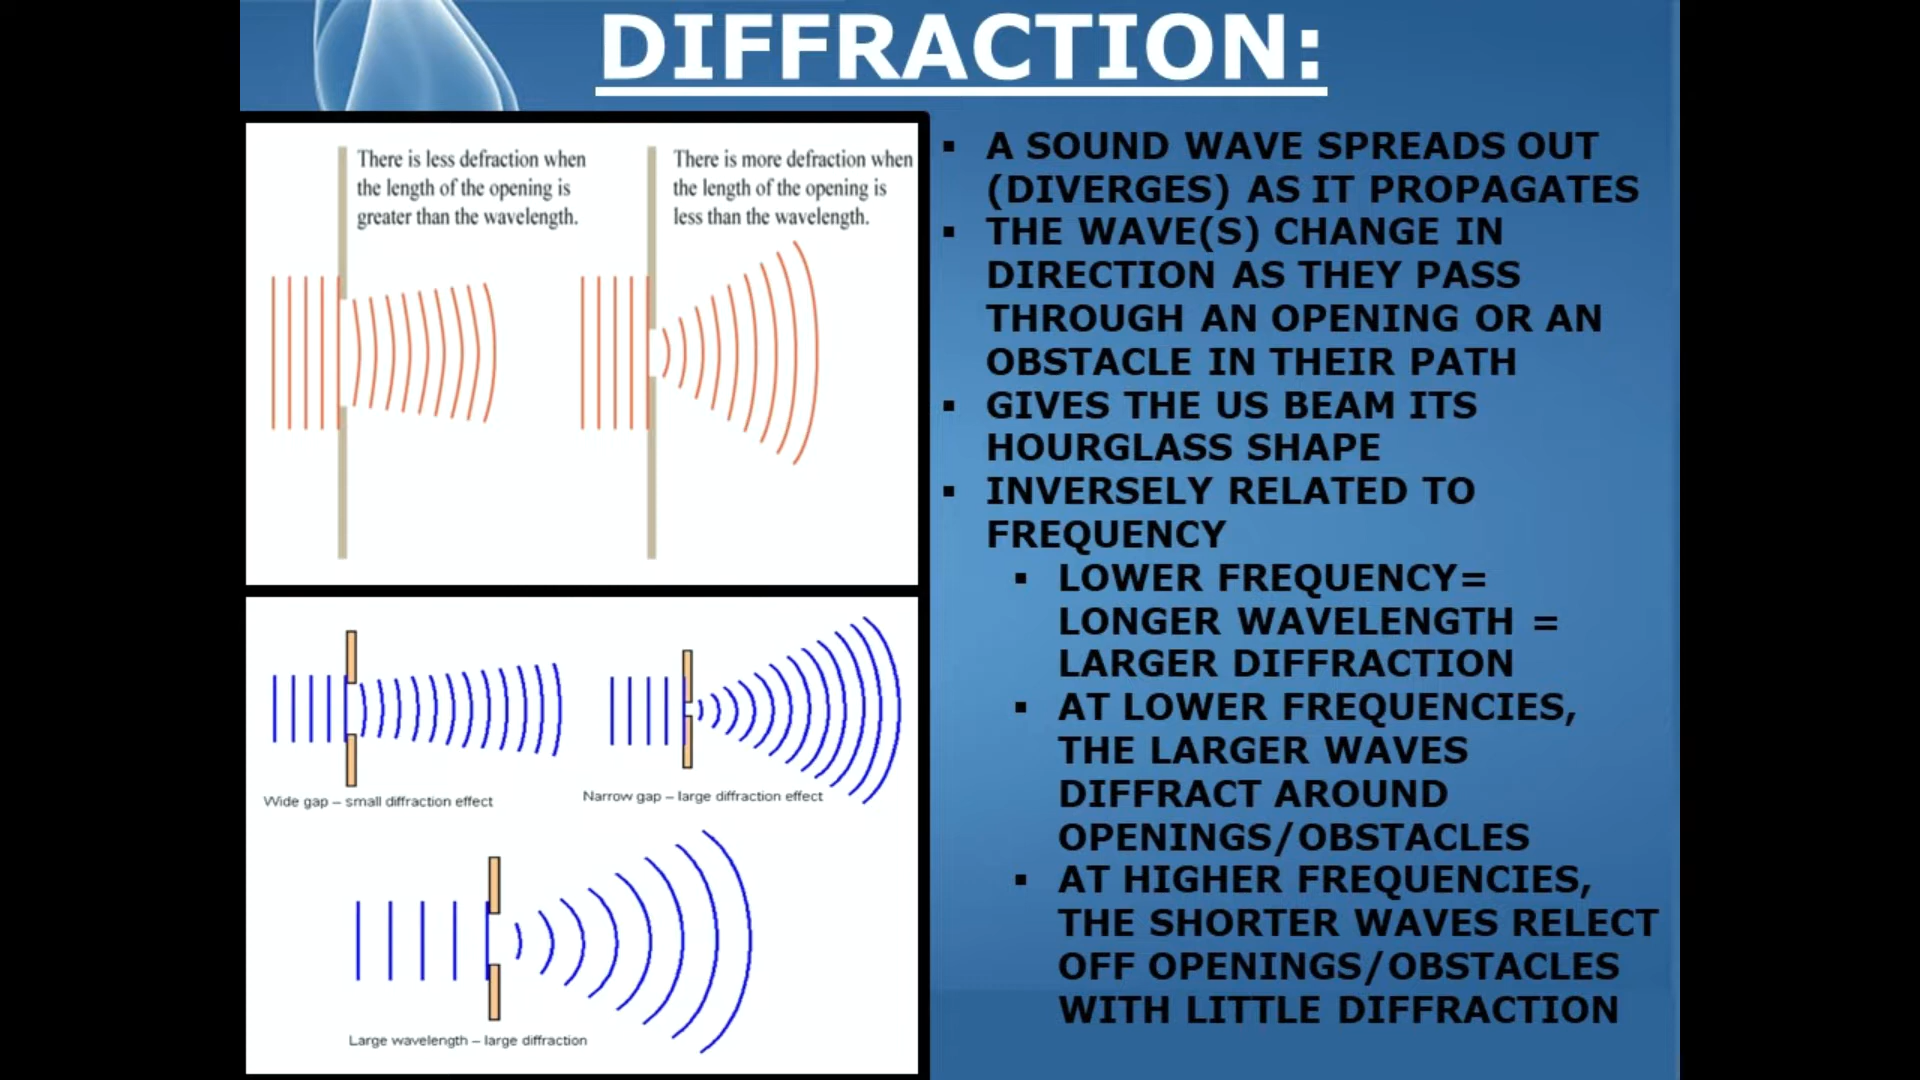 DIFFRACTION:
There is less defraction when
the length of the opening is
greater than the wavelength.
There is more defraction when
the length of the opening is
less than the wavelength.
Wide gap – small diffraction effect
Narrow gap – large diffraction effect
Large wavelength – large diffraction
▪ A SOUND WAVE SPREADS OUT
(DIVERGES) AS IT PROPAGATES
▪ THE WAVE(S) CHANGE IN
DIRECTION AS THEY PASS
THROUGH AN OPENING OR AN
OBSTACLE IN THEIR PATH
▪ GIVES THE US BEAM ITS
HOURGLASS SHAPE
▪ INVERSELY RELATED TO
FREQUENCY
▪ LOWER FREQUENCY=
LONGER WAVELENGTH =
LARGER DIFFRACTION
▪ AT LOWER FREQUENCIES,
THE LARGER WAVES
DIFFRACT AROUND
OPENINGS/OBSTACLES
▪ AT HIGHER FREQUENCIES,
THE SHORTER WAVES RELECT
OFF OPENINGS/OBSTACLES
WITH LITTLE DIFFRACTION